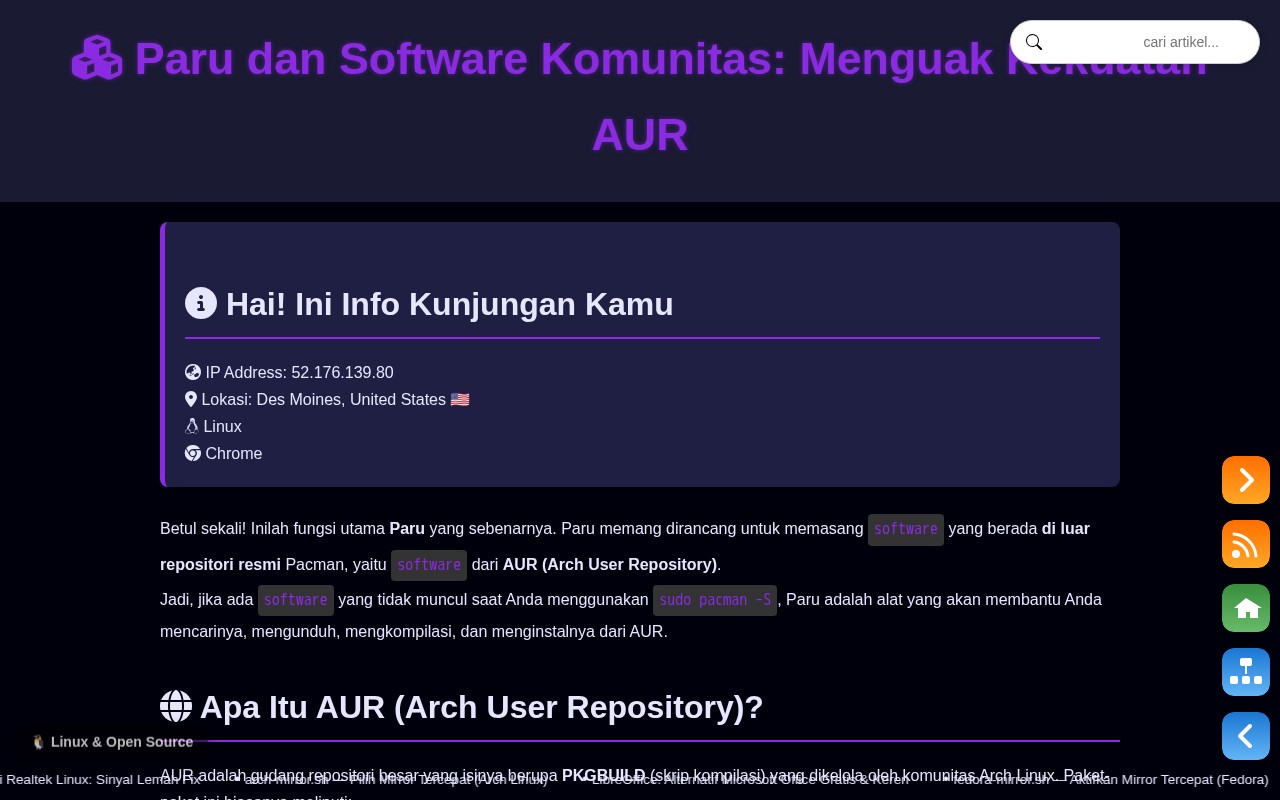 Paru dan Software Komunitas: Menguak Kekuatan
AUR
cari artikel...
Hai! Ini Info Kunjungan Kamu
IP Address: 52.176.139.80
Lokasi: Des Moines, United States 🇺🇸
Linux
Chrome
Betul sekali! Inilah fungsi utama Paru yang sebenarnya. Paru memang dirancang untuk memasang software yang berada di luar
repositori resmi Pacman, yaitu software dari AUR (Arch User Repository).
Jadi, jika ada software yang tidak muncul saat Anda menggunakan sudo pacman -S, Paru adalah alat yang akan membantu Anda
mencarinya, mengunduh, mengkompilasi, dan menginstalnya dari AUR.
Apa Itu AUR (Arch User Repository)?
🐧 Linux & Open Source
AUR adalah gudang repositori besar yang isinya berupa PKGBUILD (skrip kompilasi) yang dikelola oleh komunitas Arch Linux. Paket-
i Realtek Linux: Sinyal Lemah Fix • arch-mirror.sh — Pilih Mirror Tercepat (Arch Linux) • LibreOffice: Alternatif Microsoft Office Gratis & Keren • fedora-mirror.sh — Aktifkan Mirror Tercepat (Fedora)
paket ini biasanya meliputi: